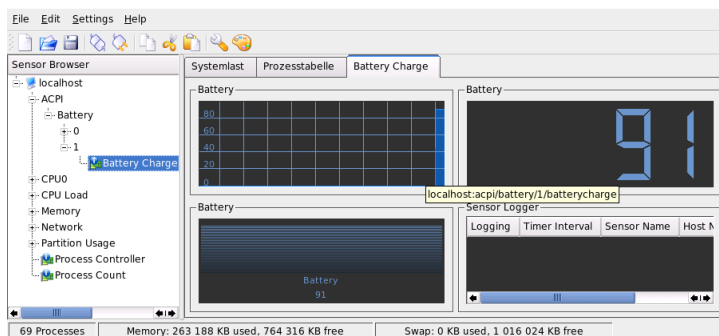 File Edit Settings Help
Sensor Browser
localhost
ACPI
Battery
0
1
Battery Charge
CPU0
CPU Load
Memory
Network
Partition Usage
Process Controller
Process Count
Systemlast Prozesstabelle Battery Charge
Battery
80
60
40
20
0
Battery
91
localhost:acpi/battery/1/batterycharge
Battery
Battery
91
Sensor Logger
Logging Timer Interval Sensor Name Host N
69 Processes Memory: 263 188 KB used, 764 316 KB free Swap: 0 KB used, 1 016 024 KB free